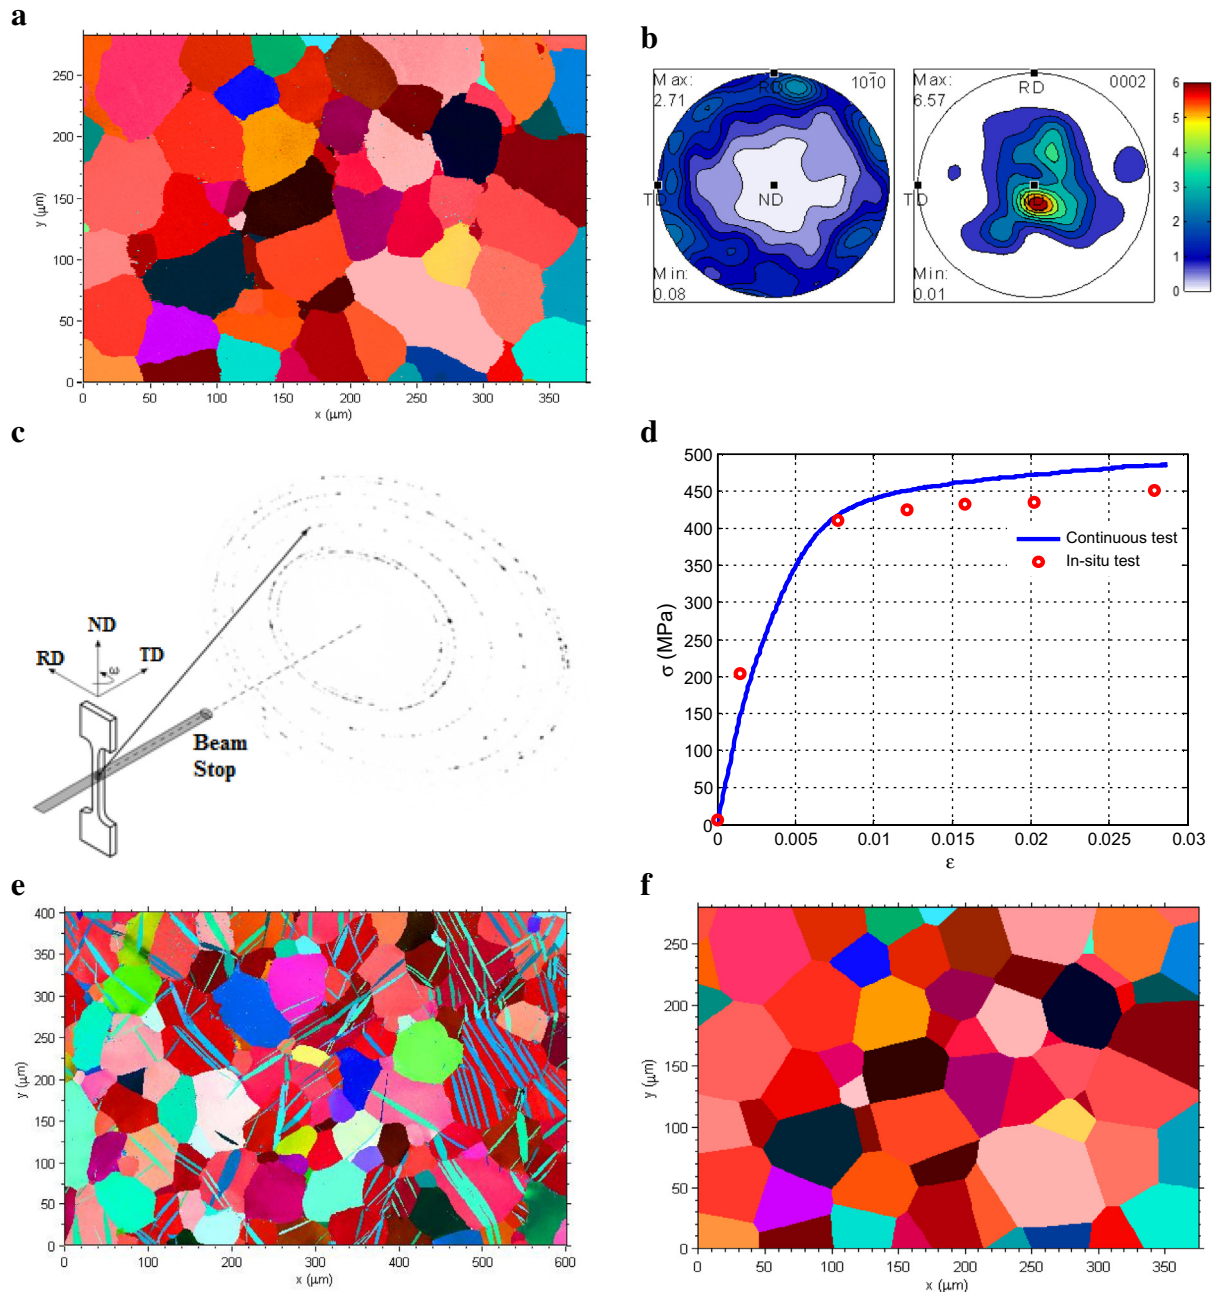 a
250
200
150
100
50
0
y (μm)
0 50 100 150 200 250 300 350
x (μm)
b
Max:
2.71
101̄0
RD
TD
ND
Min:
0.08
Max:
6.57
0002
RD
TD
Min:
0.01
6
5
4
3
2
1
0
c
ND
RD
TD
ω
Beam
Stop
d
500
450
400
350
300
250
200
150
100
50
0
σ (MPa)
Continuous test
In-situ test
0 0.005 0.01 0.015 0.02 0.025 0.03
ε
e
400
350
300
250
200
150
100
50
0
y (μm)
0 100 200 300 400 500 600
x (μm)
f
250
200
150
100
50
0
y (μm)
0 50 100 150 200 250 300 350
x (μm)